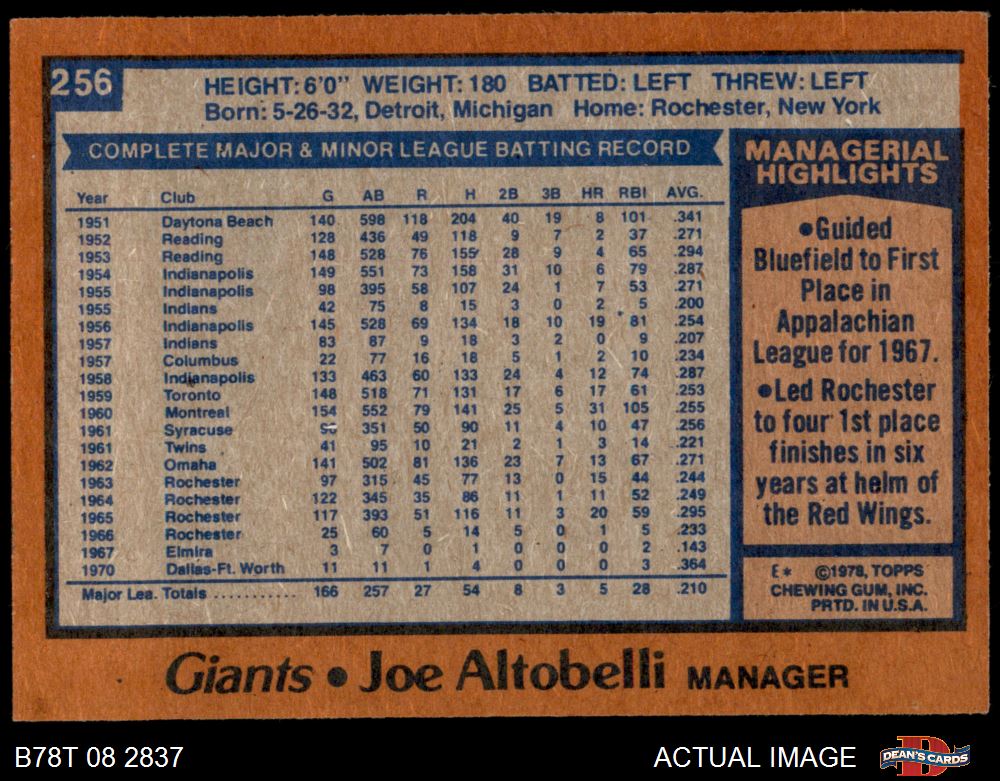 256
HEIGHT: 6'0" WEIGHT: 180 BATTED: LEFT THREW: LEFT
Born: 5-26-32, Detroit, Michigan Home: Rochester, New York
COMPLETE MAJOR & MINOR LEAGUE BATTING RECORD
Year Club G AB R H 2B 3B HR RBI AVG.
1951 Daytona Beach 140 598 118 204 40 19 8 101 .341
1952 Reading 128 436 49 118 9 7 2 37 .271
1953 Reading 148 528 76 155 28 9 4 65 .294
1954 Indianapolis 149 551 73 158 31 10 6 79 .287
1955 Indianapolis 98 395 58 107 24 1 7 53 .271
1955 Indians 42 75 8 15 3 0 2 5 .200
1956 Indianapolis 145 528 69 134 18 10 19 81 .254
1957 Indians 83 87 9 18 3 2 0 9 .207
1957 Columbus 22 77 16 18 5 1 2 10 .234
1958 Indianapolis 133 463 60 133 24 4 12 74 .287
1959 Toronto 148 518 71 131 17 6 17 61 .253
1960 Montreal 154 552 79 141 25 5 31 105 .255
1961 Syracuse 351 50 90 11 4 10 47 .256
1961 Twins 41 95 10 21 2 1 3 14 .221
1962 Omaha 141 502 81 136 23 7 13 67 .271
1963 Rochester 97 315 45 77 13 0 15 44 .244
1964 Rochester 122 345 35 86 11 1 11 52 .249
1965 Rochester 117 393 51 116 11 3 20 59 .295
1966 Rochester 25 60 5 14 5 0 1 5 .233
1967 Elmira 3 7 0 1 0 0 0 2 .143
1970 Dallas-Ft. Worth 11 11 1 4 0 0 0 3 .364
Major Lea. Totals ........... 166 257 27 54 8 3 5 28 .210
MANAGERIAL
HIGHLIGHTS
•Guided
Bluefield to First
Place in
Appalachian
League for 1967.
•Led Rochester
to four 1st place
finishes in six
years at helm of
the Red Wings.
E* ©1978, TOPPS
CHEWING GUM, INC.
PRTD. IN U.S.A.
Giants • Joe Altobelli MANAGER
B78T 08 2837
ACTUAL IMAGE
DEAN'S CARDS